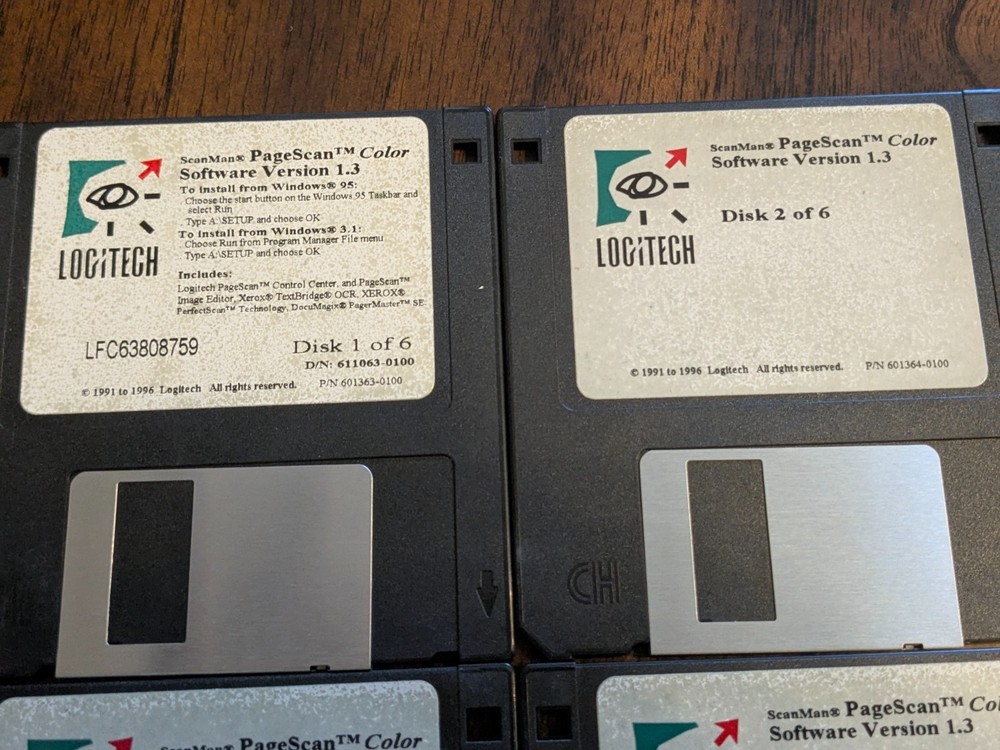 ScanMan® PageScan™ Color
Software Version 1.3
To install from Windows® 95:
Choose the start button on the Windows 95 Taskbar and
select Run
Type A:\SETUP and choose OK
To install from Windows® 3.1:
Choose Run from Program Manager File menu
Type A:\SETUP and choose OK
Includes:
Logitech PageScan™ Control Center, and PageScan™
Image Editor, Xerox® TextBridge® OCR, XEROX®
PerfectScan™ Technology, DocuMagix® PagerMaster™ SE
LOGITECH
LFC63808759
Disk 1 of 6
D/N: 611063-0100
© 1991 to 1996 Logitech All rights reserved.
P/N 601363-0100
ScanMan® PageScan™ Color
Software Version 1.3
Disk 2 of 6
LOGITECH
© 1991 to 1996 Logitech All rights reserved.
P/N 601364-0100
CH
ScanMan® PageScan™ Color
ScanMan® PageScan™ Col
Software Version 1.3